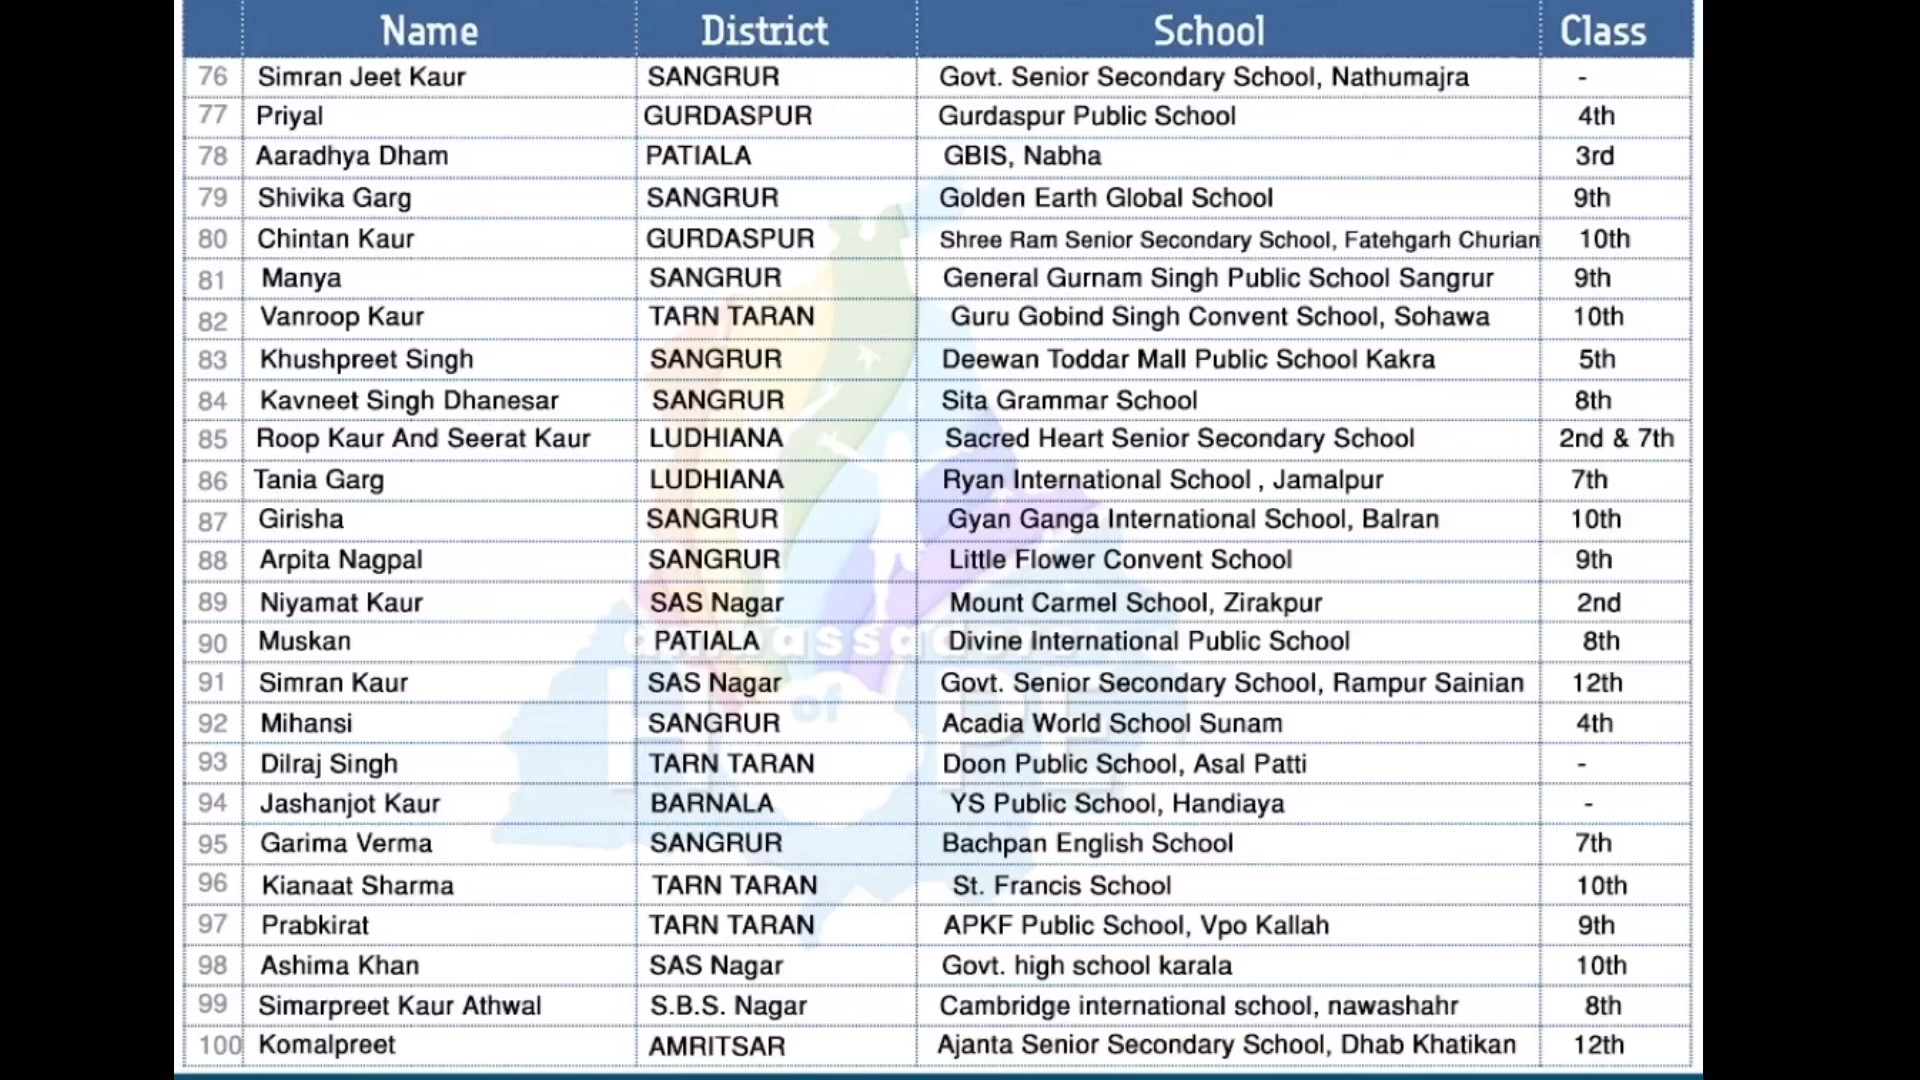 Name District School Class
76 Simran Jeet Kaur SANGRUR Govt. Senior Secondary School, Nathumajra -
77 Priyal GURDASPUR Gurdaspur Public School 4th
78 Aaradhya Dham PATIALA GBIS, Nabha 3rd
79 Shivika Garg SANGRUR Golden Earth Global School 9th
80 Chintan Kaur GURDASPUR Shree Ram Senior Secondary School, Fatehgarh Churian 10th
81 Manya SANGRUR General Gurnam Singh Public School Sangrur 9th
82 Vanroop Kaur TARN TARAN Guru Gobind Singh Convent School, Sohawa 10th
83 Khushpreet Singh SANGRUR Deewan Toddar Mall Public School Kakra 5th
84 Kavneet Singh Dhanesar SANGRUR Sita Grammar School 8th
85 Roop Kaur And Seerat Kaur LUDHIANA Sacred Heart Senior Secondary School 2nd & 7th
86 Tania Garg LUDHIANA Ryan International School , Jamalpur 7th
87 Girisha SANGRUR Gyan Ganga International School, Balran 10th
88 Arpita Nagpal SANGRUR Little Flower Convent School 9th
89 Niyamat Kaur SAS Nagar Mount Carmel School, Zirakpur 2nd
90 Muskan PATIALA Divine International Public School 8th
91 Simran Kaur SAS Nagar Govt. Senior Secondary School, Rampur Sainian 12th
92 Mihansi SANGRUR Acadia World School Sunam 4th
93 Dilraj Singh TARN TARAN Doon Public School, Asal Patti -
94 Jashanjot Kaur BARNALA YS Public School, Handiaya -
95 Garima Verma SANGRUR Bachpan English School 7th
96 Kianaat Sharma TARN TARAN St. Francis School 10th
97 Prabkirat TARN TARAN APKF Public School, Vpo Kallah 9th
98 Ashima Khan SAS Nagar Govt. high school karala 10th
99 Simarpreet Kaur Athwal S.B.S. Nagar Cambridge international school, nawashahr 8th
100 Komalpreet AMRITSAR Ajanta Senior Secondary School, Dhab Khatikan 12th
of
HOPE